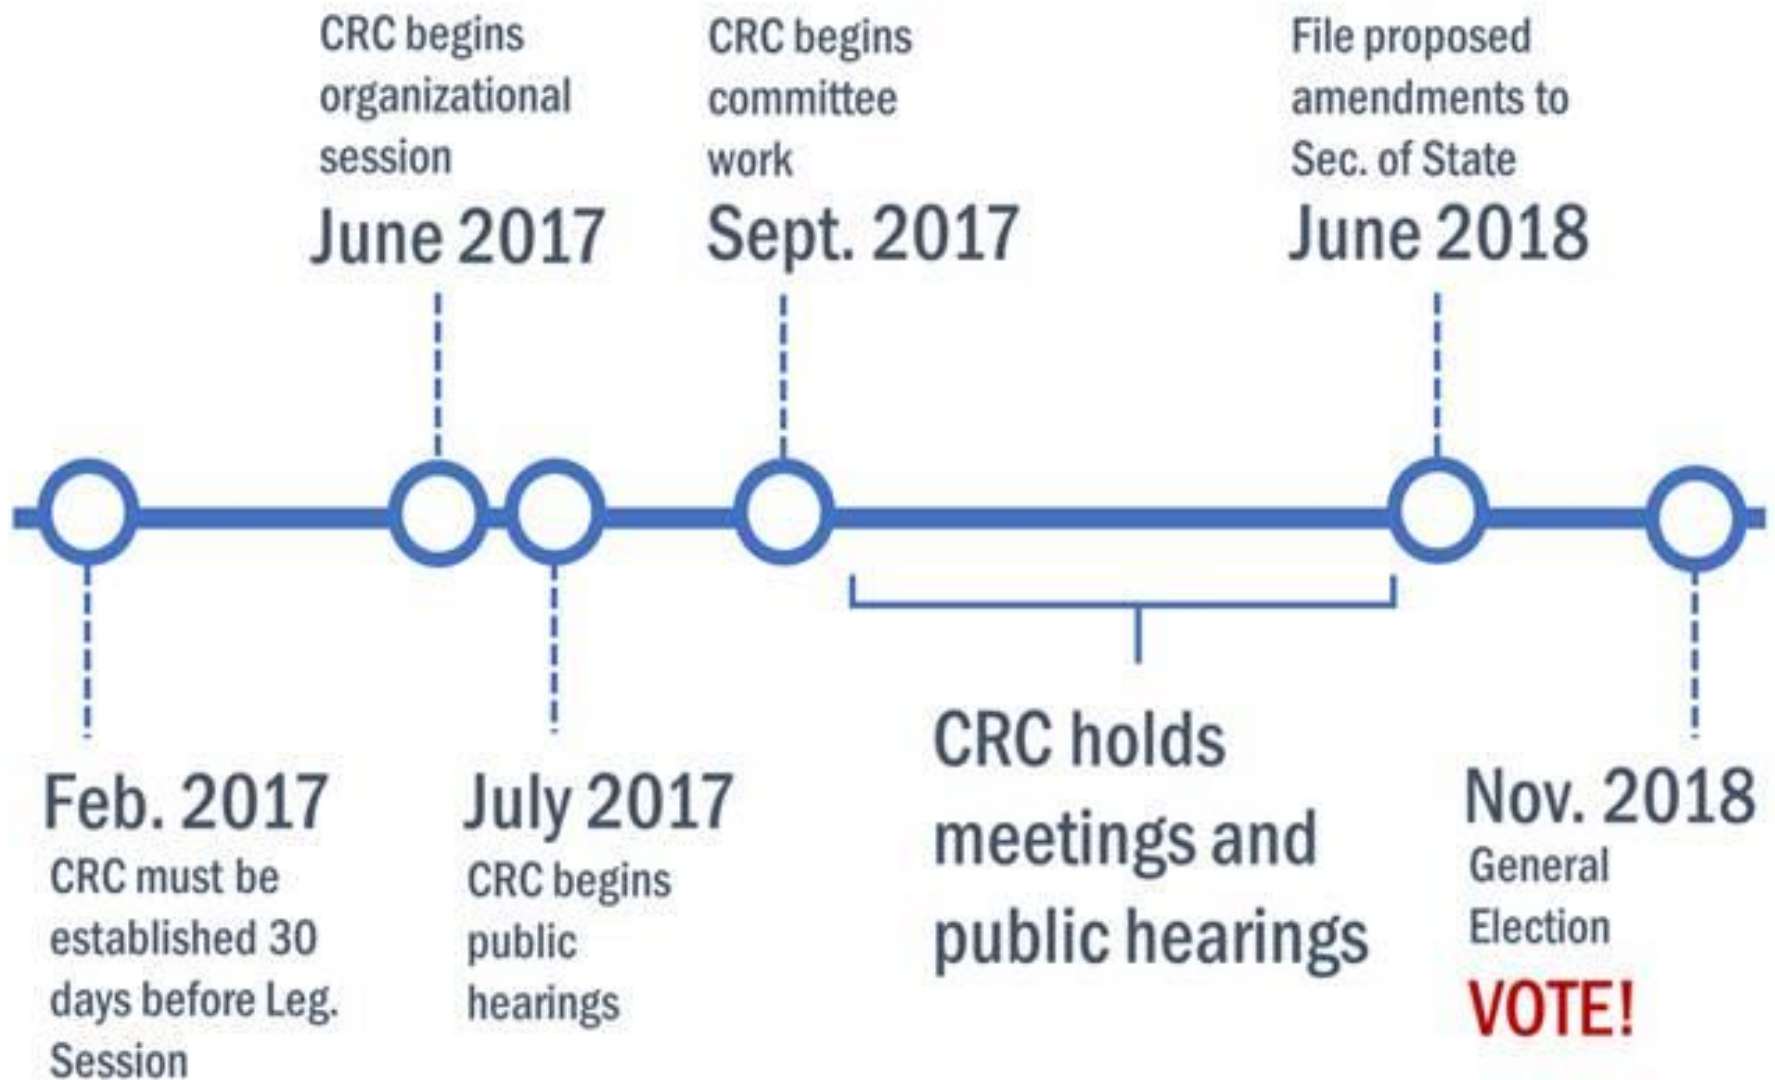 CRC begins
organizational
session
June 2017
CRC begins
committee
work
Sept. 2017
File proposed
amendments to
Sec. of State
June 2018
Feb. 2017
CRC must be
established 30
days before Leg.
Session
July 2017
CRC begins
public
hearings
CRC holds
meetings and
public hearings
Nov. 2018
General
Election
VOTE!